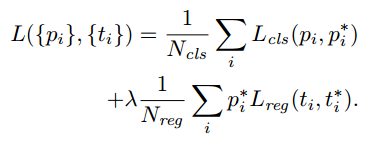 L({p_i}, {t_i}) = \frac{1}{N_{cls}} \sum_i L_{cls}(p_i, p_i^*)
+\lambda \frac{1}{N_{reg}} \sum_i p_i^* L_{reg}(t_i, t_i^*).